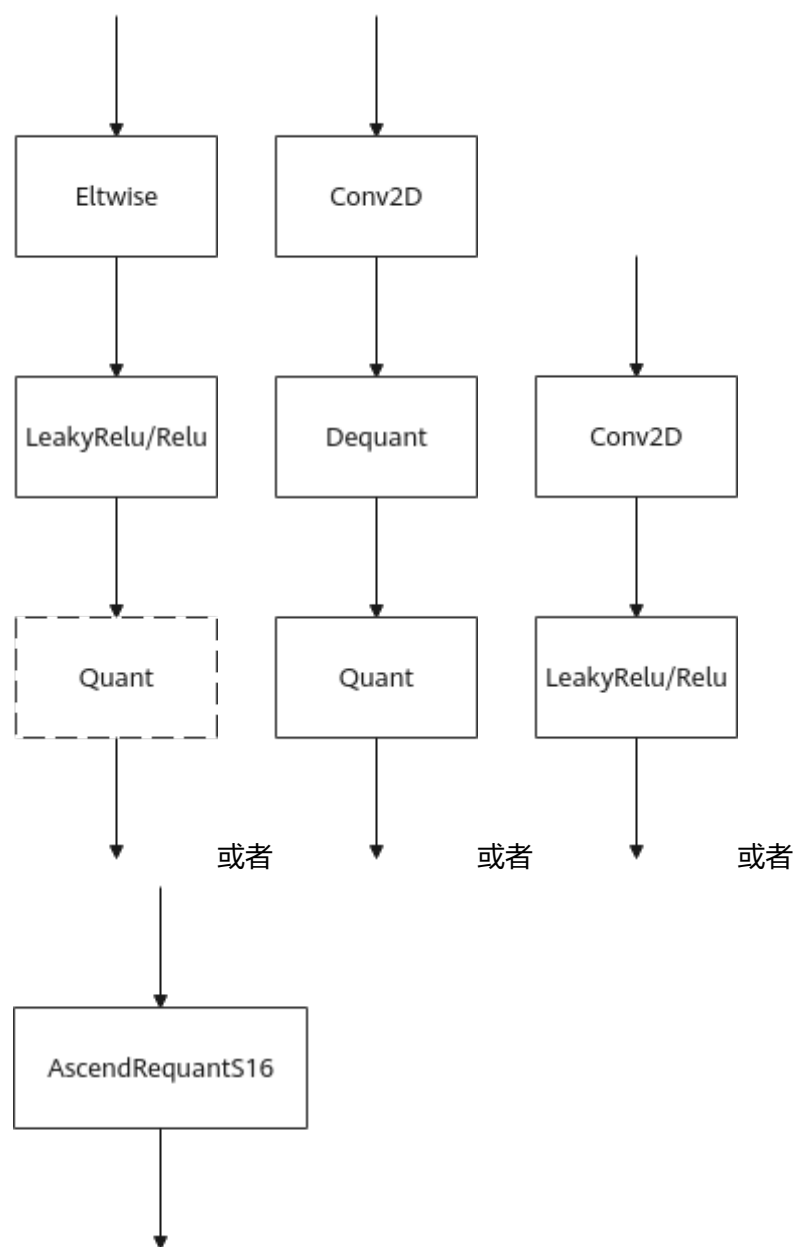 Eltwise
Conv2D
LeakyRelu/Relu
Dequant
Conv2D
Quant
Quant
LeakyRelu/Relu
或者
或者
或者
AscendRequantS16